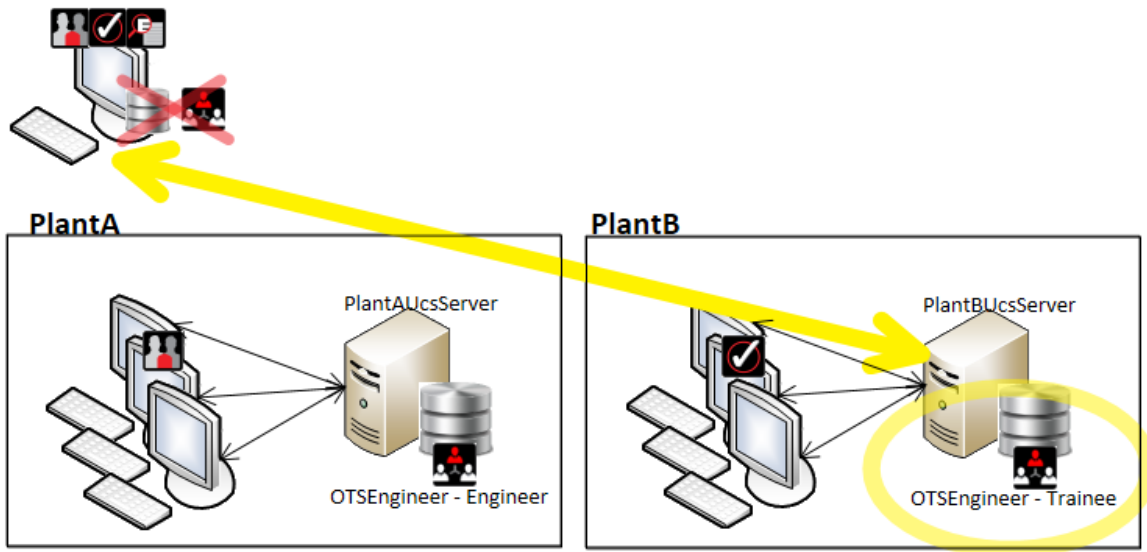 PlantA
PlantB
PlantAUcsServer
OTSEngineer - Engineer
PlantBUcsServer
OTSEngineer - Trainee